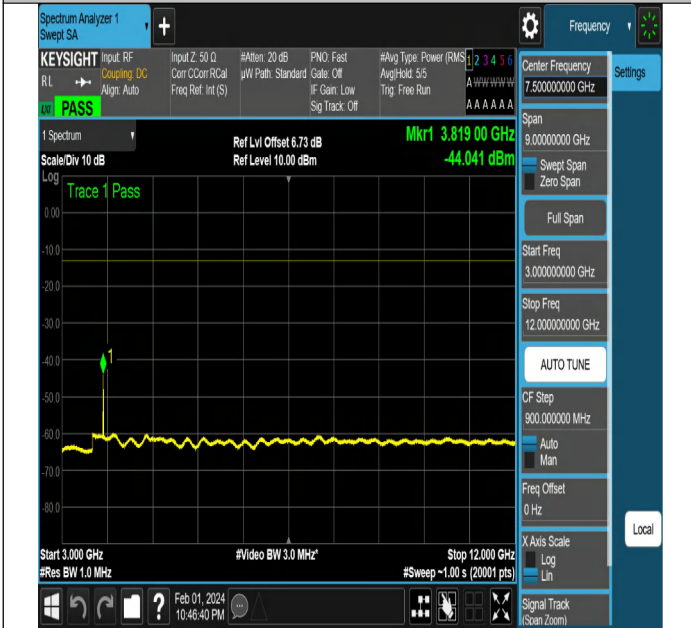 Spectrum Analyzer 1
Swept SA
+
Frequency
KEYSIGHT
RL
LXI PASS
Input: RF
Coupling: DC
Align: Auto
Input Z: 50 Ω
Corr CCorr RCal
Freq Ref: Int (S)
#Atten: 20 dB
µW Path: Standard
PNO: Fast
Gate: Off
IF Gain: Low
Sig Track: Off
#Avg Type: Power (RMS
Avg|Hold: 5/5
Trig: Free Run
1 2 3 4 5 6
A W W W W W
A A A A A A
Center Frequency
7.500000000 GHz
Settings
Span
9.00000000 GHz
Swept Span
Zero Span
Full Span
Start Freq
3.000000000 GHz
Stop Freq
12.000000000 GHz
AUTO TUNE
CF Step
900.000000 MHz
Auto
Man
Freq Offset
0 Hz
X Axis Scale
Log
Lin
Signal Track
(Span Zoom)
Local
1 Spectrum
Scale/Div 10 dB
Ref Lvl Offset 6.73 dB
Ref Level 10.00 dBm
Mkr1 3.819 00 GHz
-44.041 dBm
Log
Trace 1 Pass
0.00
-10.0
-20.0
-30.0
-40.0
-50.0
-60.0
-70.0
-80.0
1
Start 3.000 GHz
#Res BW 1.0 MHz
#Video BW 3.0 MHz*
Stop 12.000 GHz
#Sweep ~1.00 s (20001 pts)
?
Feb 01, 2024
10:46:40 PM